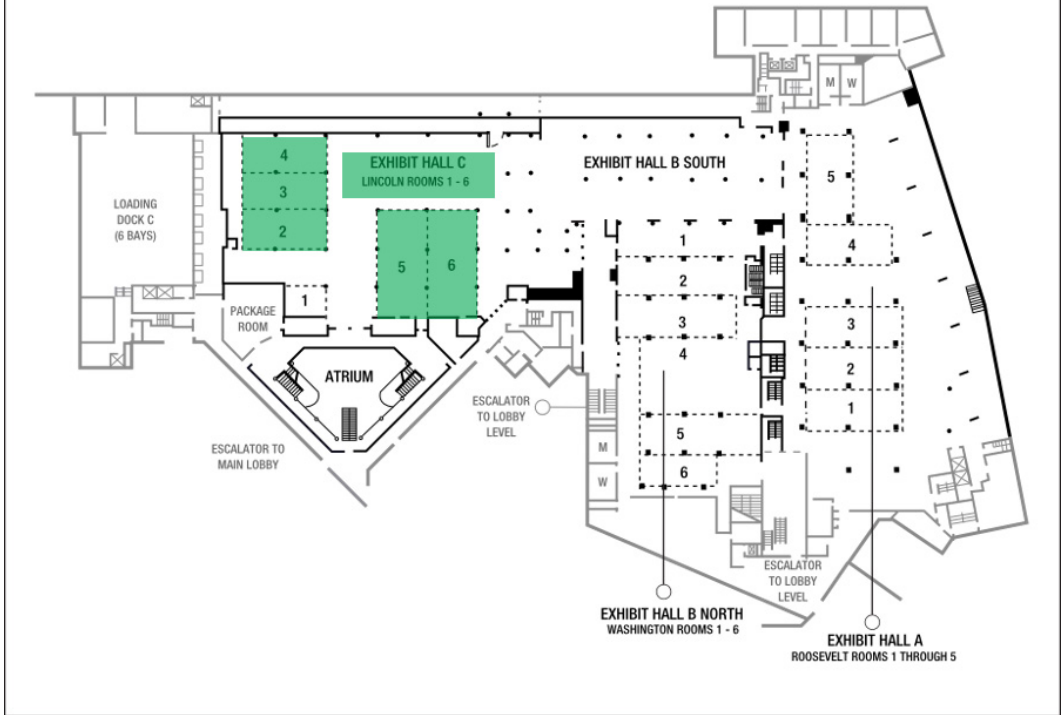 M W
4
EXHIBIT HALL C
LINCOLN ROOMS 1 - 6
EXHIBIT HALL B SOUTH
5
3
LOADING
DOCK C
(6 BAYS)
2
1
4
5 6
2
1
3
3
PACKAGE
ROOM
4
2
ATRIUM
ESCALATOR
TO LOBBY
LEVEL
1
5
ESCALATOR TO
MAIN LOBBY
M
6
W
ESCALATOR
TO LOBBY
LEVEL
EXHIBIT HALL B NORTH
WASHINGTON ROOMS 1 - 6
EXHIBIT HALL A
ROOSEVELT ROOMS 1 THROUGH 5